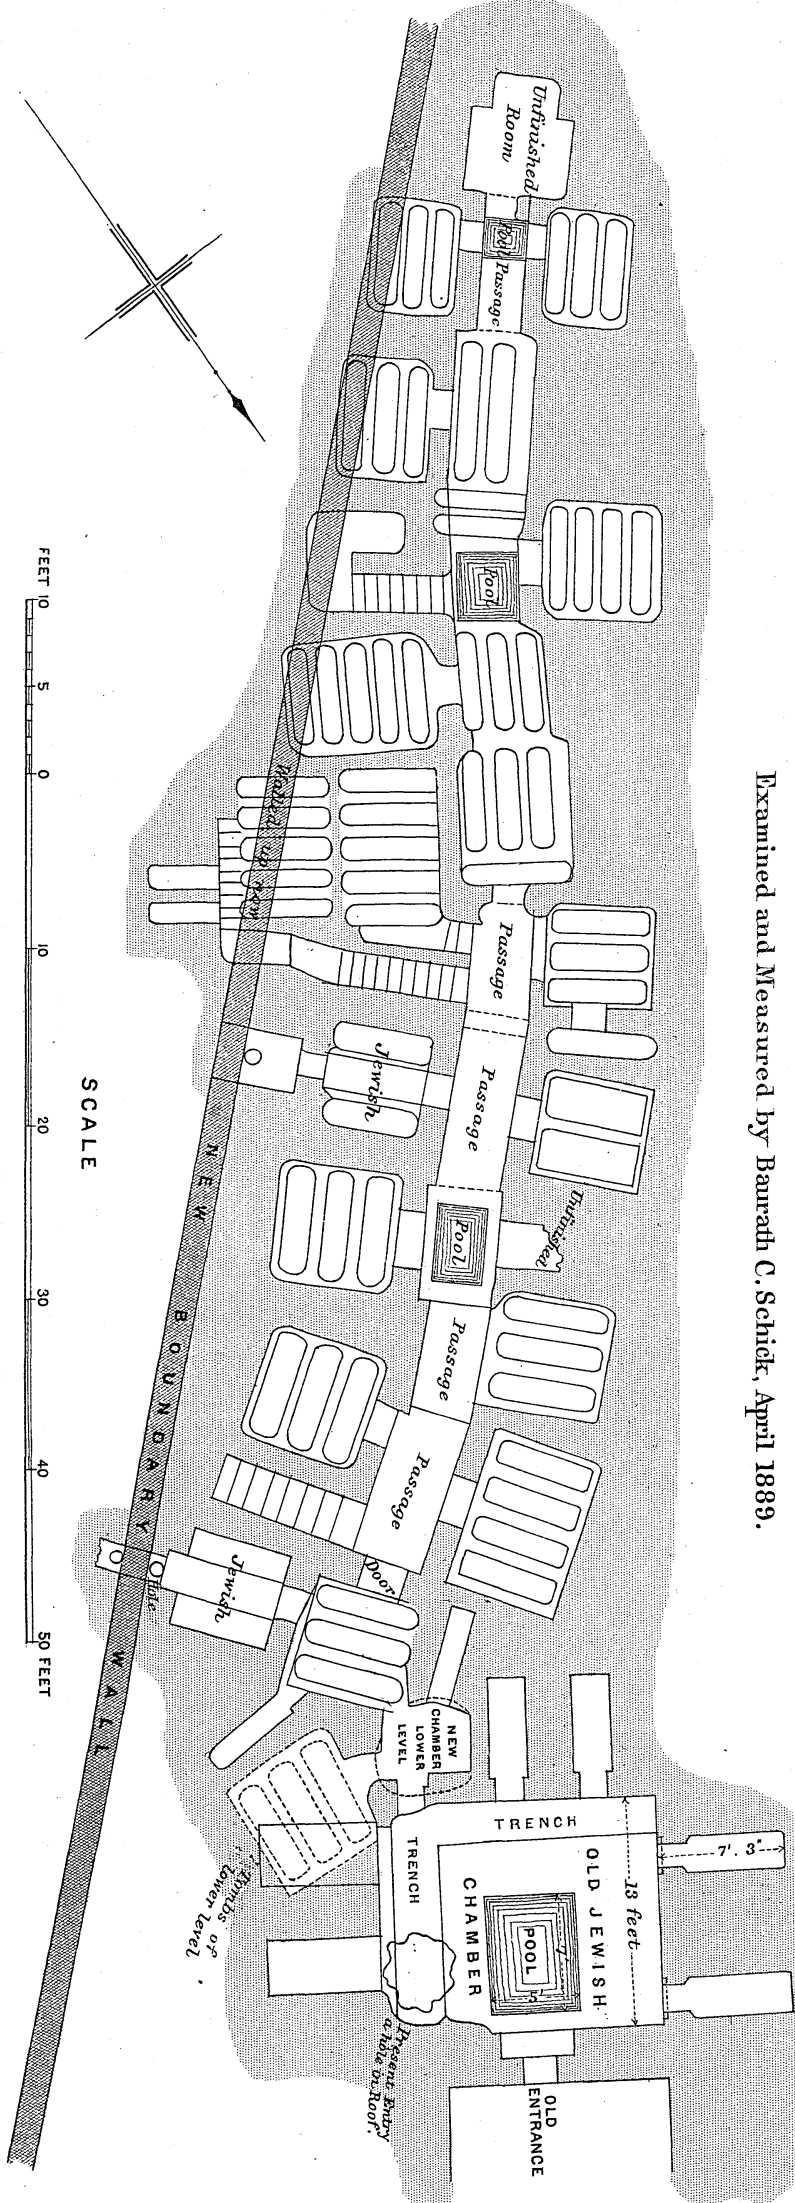 Examined and Measured by Baurath C. Schick, April 1889.
Unfinished
Room
Pool
Passage
Pool
Walled up now
Passage
Jewish
Passage
Unfinished
Pool
Passage
Passage
Door
Jewish
Hole
NEW BOUNDARY WALL
NEW
CHAMBER
LOWER
LEVEL
Tombs of
lower level
TRENCH
TRENCH
OLD JEWISH
CHAMBER
POOL
7'
5'
13 feet
7'. 3"
Present Entry
a hole in Roof.
OLD
ENTRANCE
FEET 10 5 0 10 20 30 40 50 FEET
SCALE